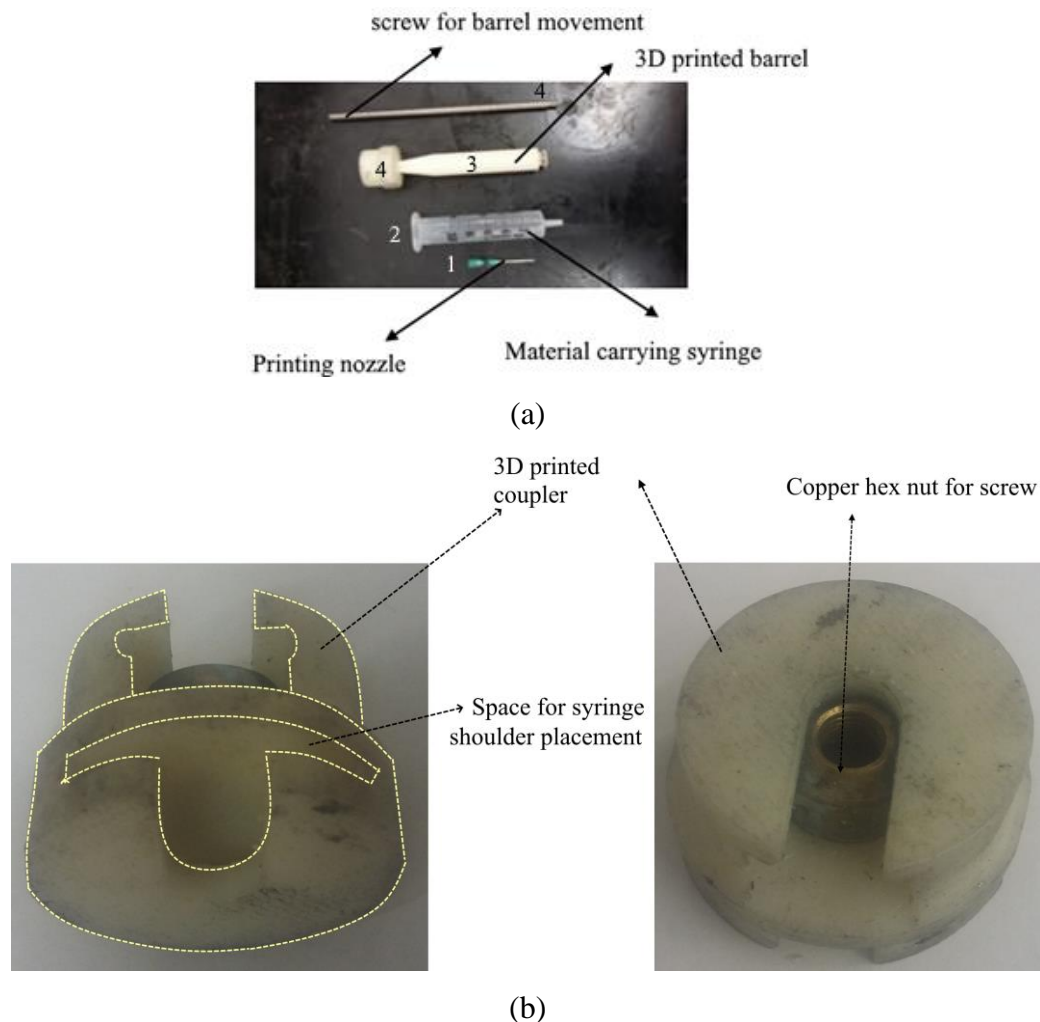 screw for barrel movement
3D printed barrel
4
3
4
2
1
Printing nozzle
Material carrying syringe
(a)
3D printed
coupler
Copper hex nut for screw
Space for syringe
shoulder placement
(b)